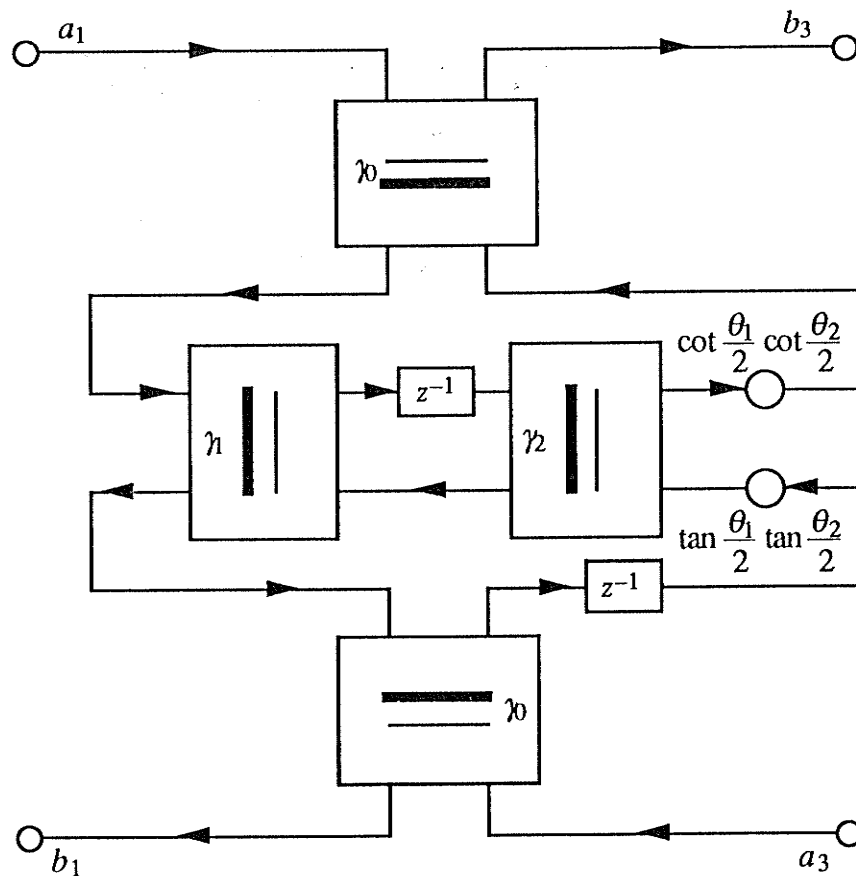 a₁ b₃
γ₀
cot θ₁/2 cot θ₂/2
z⁻¹
γ₁ γ₂
tan θ₁/2 tan θ₂/2
z⁻¹
γ₀
b₁ a₃